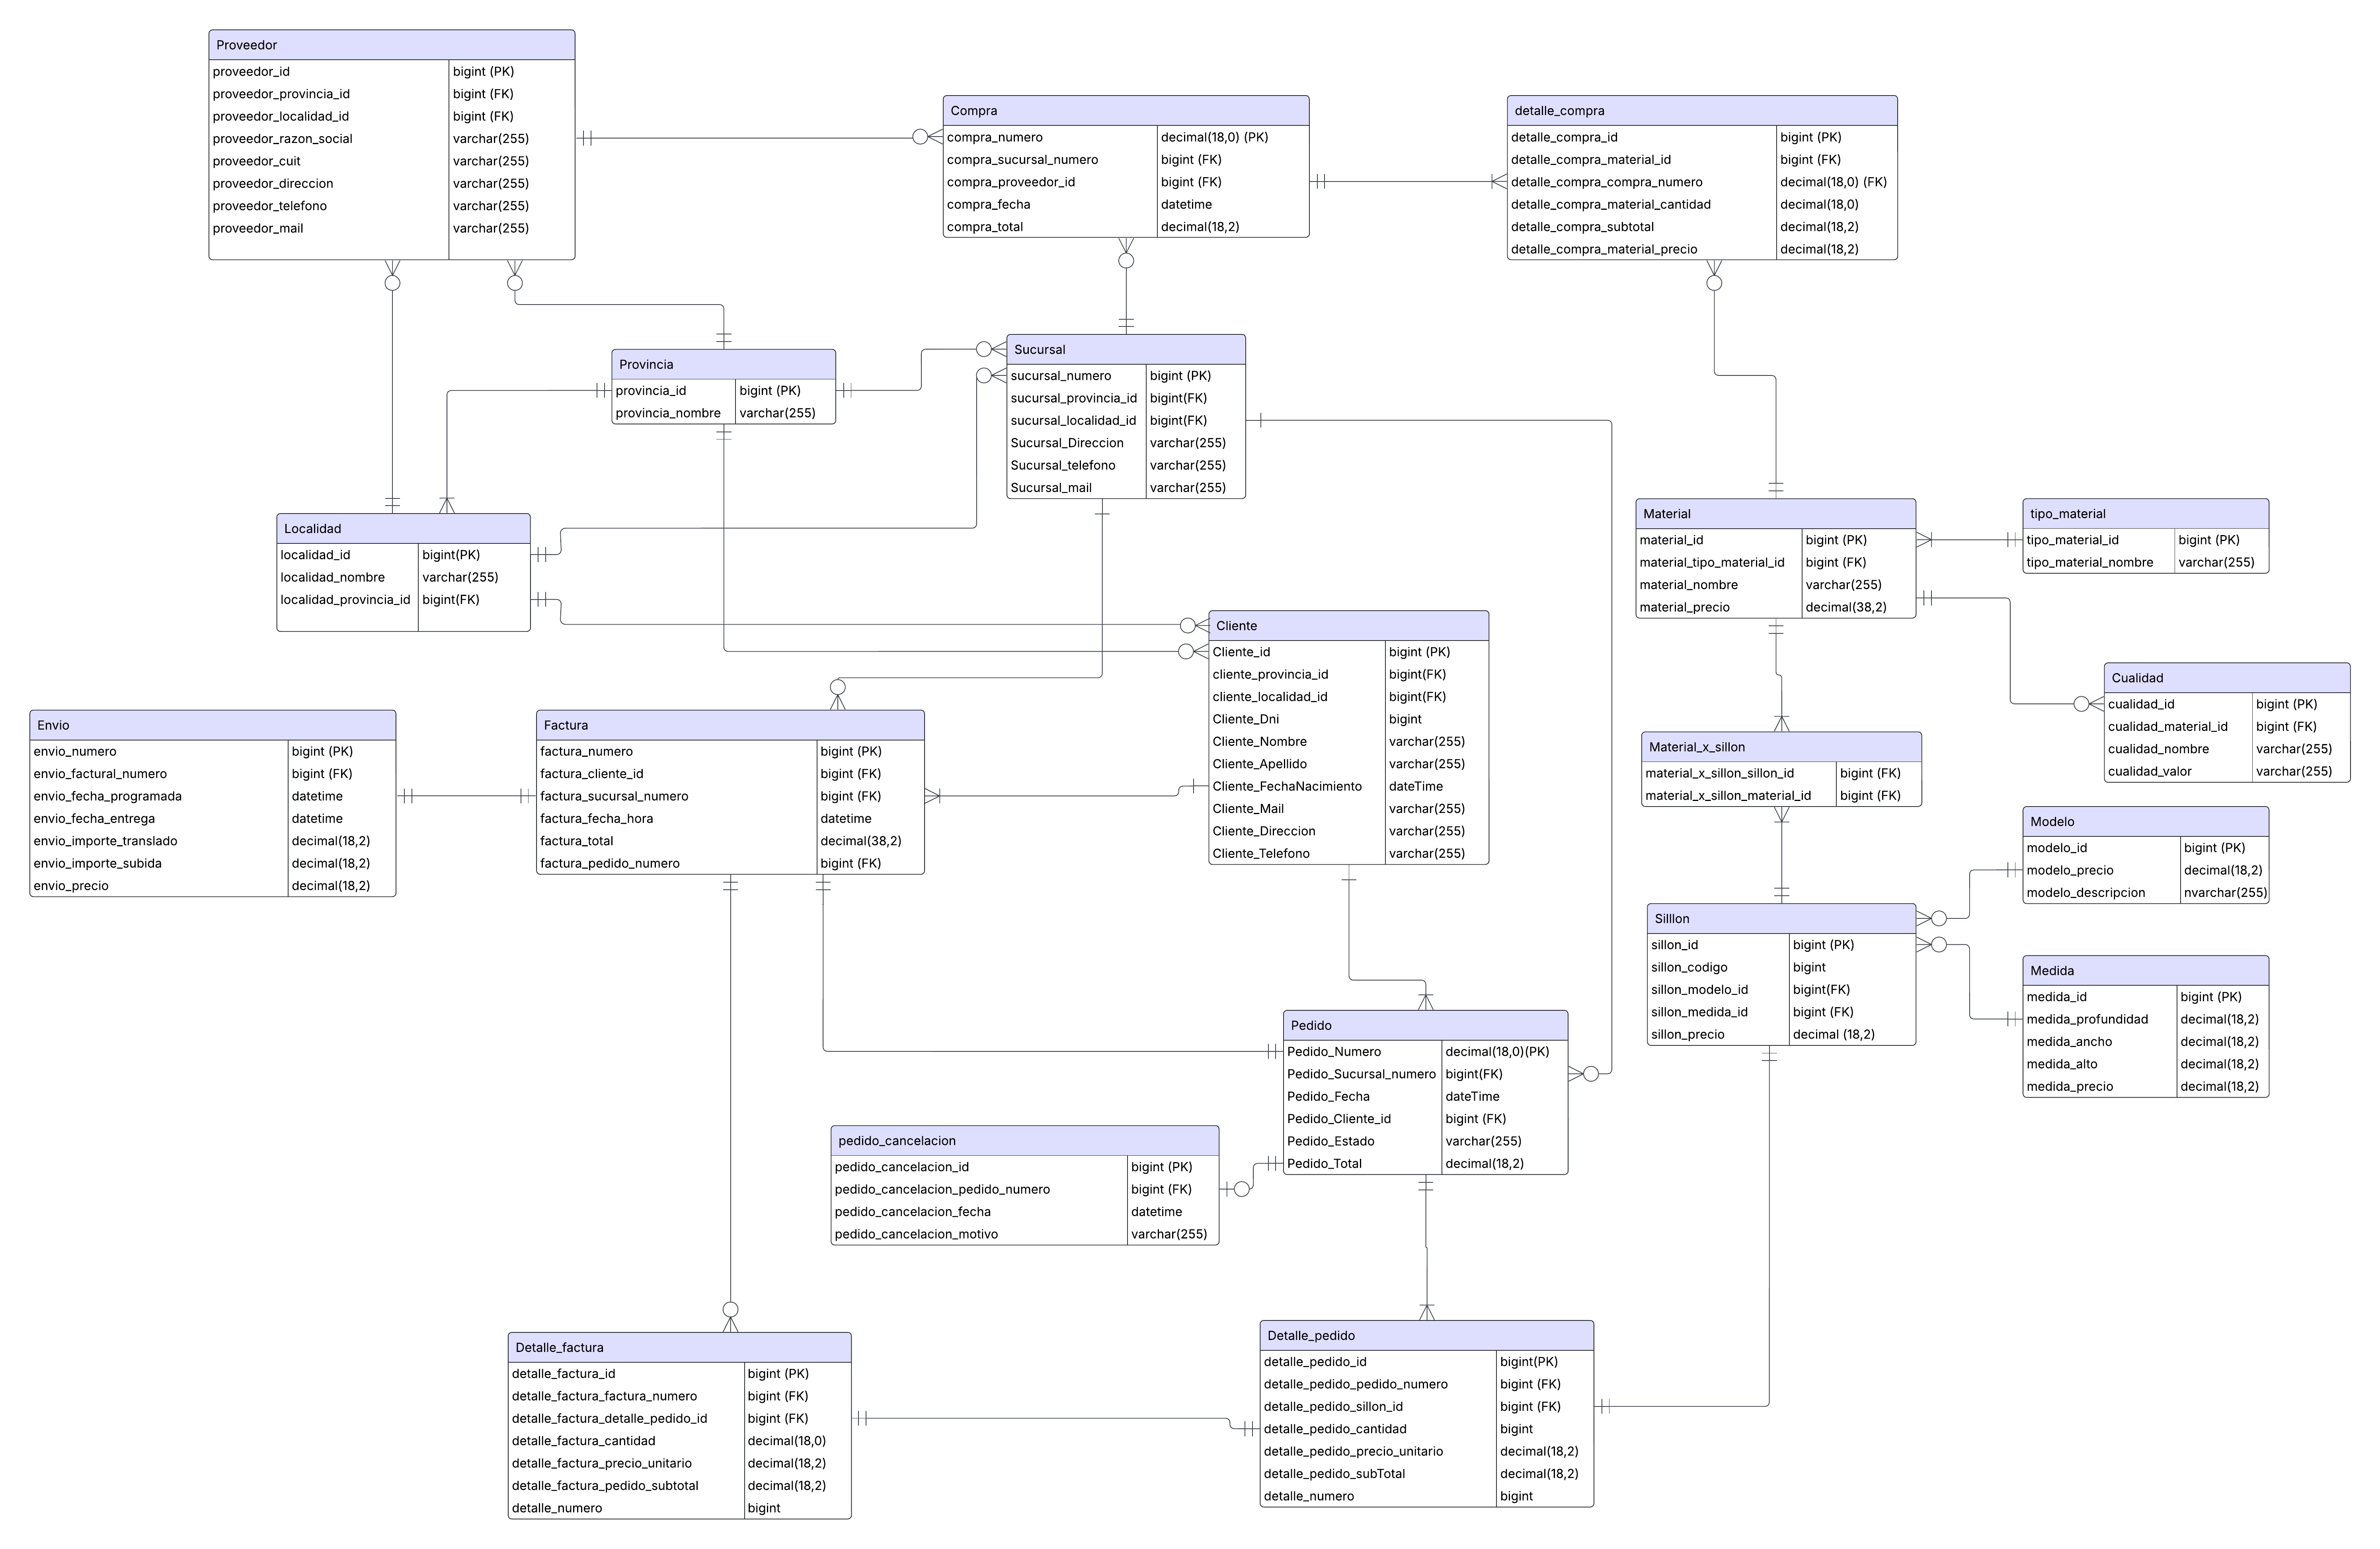 Proveedor
proveedor_id bigint (PK)
proveedor_provincia_id bigint (FK)
proveedor_localidad_id bigint (FK)
proveedor_razon_social varchar(255)
proveedor_cuit varchar(255)
proveedor_direccion varchar(255)
proveedor_telefono varchar(255)
proveedor_mail varchar(255)
Compra
compra_numero decimal(18,0) (PK)
compra_sucursal_numero bigint (FK)
compra_proveedor_id bigint (FK)
compra_fecha datetime
compra_total decimal(18,2)
detalle_compra
detalle_compra_id bigint (PK)
detalle_compra_material_id bigint (FK)
detalle_compra_compra_numero decimal(18,0) (FK)
detalle_compra_material_cantidad decimal(18,0)
detalle_compra_subtotal decimal(18,2)
detalle_compra_material_precio decimal(18,2)
Provincia
provincia_id bigint (PK)
provincia_nombre varchar(255)
Sucursal
sucursal_numero bigint (PK)
sucursal_provincia_id bigint(FK)
sucursal_localidad_id bigint(FK)
Sucursal_Direccion varchar(255)
Sucursal_telefono varchar(255)
Sucursal_mail varchar(255)
Localidad
localidad_id bigint(PK)
localidad_nombre varchar(255)
localidad_provincia_id bigint(FK)
Material
material_id bigint (PK)
material_tipo_material_id bigint (FK)
material_nombre varchar(255)
material_precio decimal(38,2)
tipo_material
tipo_material_id bigint (PK)
tipo_material_nombre varchar(255)
Cliente
Cliente_id bigint (PK)
cliente_provincia_id bigint(FK)
cliente_localidad_id bigint(FK)
Cliente_Dni bigint
Cliente_Nombre varchar(255)
Cliente_Apellido varchar(255)
Cliente_FechaNacimiento dateTime
Cliente_Mail varchar(255)
Cliente_Direccion varchar(255)
Cliente_Telefono varchar(255)
Cualidad
cualidad_id bigint (PK)
cualidad_material_id bigint (FK)
cualidad_nombre varchar(255)
cualidad_valor varchar(255)
Envio
envio_numero bigint (PK)
envio_factural_numero bigint (FK)
envio_fecha_programada datetime
envio_fecha_entrega datetime
envio_importe_translado decimal(18,2)
envio_importe_subida decimal(18,2)
envio_precio decimal(18,2)
Factura
factura_numero bigint (PK)
factura_cliente_id bigint (FK)
factura_sucursal_numero bigint (FK)
factura_fecha_hora datetime
factura_total decimal(38,2)
factura_pedido_numero bigint (FK)
Material_x_sillon
material_x_sillon_sillon_id bigint (FK)
material_x_sillon_material_id bigint (FK)
Modelo
modelo_id bigint (PK)
modelo_precio decimal(18,2)
modelo_descripcion nvarchar(255)
Silllon
sillon_id bigint (PK)
sillon_codigo bigint
sillon_modelo_id bigint(FK)
sillon_medida_id bigint (FK)
sillon_precio decimal (18,2)
Medida
medida_id bigint (PK)
medida_profundidad decimal(18,2)
medida_ancho decimal(18,2)
medida_alto decimal(18,2)
medida_precio decimal(18,2)
Pedido
Pedido_Numero decimal(18,0)(PK)
Pedido_Sucursal_numero bigint(FK)
Pedido_Fecha dateTime
Pedido_Cliente_id bigint (FK)
Pedido_Estado varchar(255)
Pedido_Total decimal(18,2)
pedido_cancelacion
pedido_cancelacion_id bigint (PK)
pedido_cancelacion_pedido_numero bigint (FK)
pedido_cancelacion_fecha datetime
pedido_cancelacion_motivo varchar(255)
Detalle_factura
detalle_factura_id bigint (PK)
detalle_factura_factura_numero bigint (FK)
detalle_factura_detalle_pedido_id bigint (FK)
detalle_factura_cantidad decimal(18,0)
detalle_factura_precio_unitario decimal(18,2)
detalle_factura_pedido_subtotal decimal(18,2)
detalle_numero bigint
Detalle_pedido
detalle_pedido_id bigint(PK)
detalle_pedido_pedido_numero bigint (FK)
detalle_pedido_sillon_id bigint (FK)
detalle_pedido_cantidad bigint
detalle_pedido_precio_unitario decimal(18,2)
detalle_pedido_subTotal decimal(18,2)
detalle_numero bigint